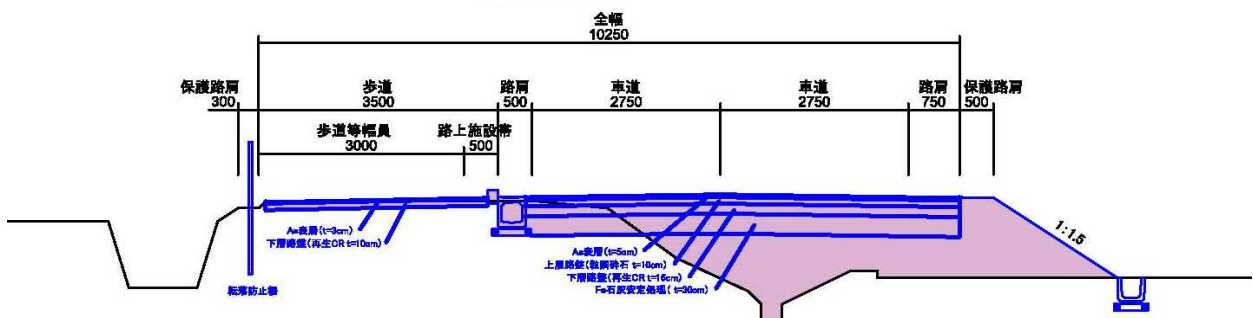 全幅
10250
保護路肩 歩道 路肩 車道 車道 路肩 保護路肩
300 3500 500 2750 2750 750 500
歩道等幅員 路上施設帯
3000 500
As表層(t=3cm)
下層路盤(再生CR t=10cm)
転落防止柵
As表層(t=5cm)
上層路盤(粒調砕石 t=10cm)
下層路盤(再生CR t=15cm)
Fe石灰安定処理( t=30cm)
1:1.5